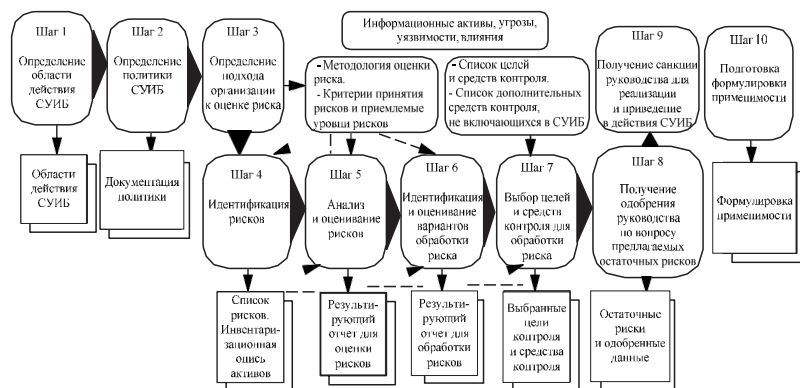 Шаг 1
Определение
области
действия
СУИБ
Шаг 2
Определение
политики
СУИБ
Шаг 3
Определение
подхода
организации
к оценке риска
Информационные активы, угрозы,
уязвимости, влияния
- Методология оценки
риска.
- Критерии принятия
рисков и приемлемые
уровни рисков
- Список целей
и средств контроля.
- Список дополнительных
средств контроля,
не включающихся в СУИБ
Шаг 9
Получение санкции
руководства для
реализации
и приведение
в действия СУИБ
Шаг 10
Подготовка
формулировки
применимости
Области
действия
СУИБ
Документация
политики
Шаг 4
Идентификация
рисков
Шаг 5
Анализ
и оценивание
рисков
Шаг 6
Идентификация
и оценивание
вариантов
обработки
риска
Шаг 7
Выбор целей
и средств
контроля для
обработки
риска
Шаг 8
Получение
одобрения
руководства
по вопросу
предлагаемых
остаточных рисков
Формулировка
применимости
Список
рисков.
Инвентари-
зационная
опись
активов
Результи-
рующий
отчет для
оценки
рисков
Результи-
рующий
отчет для
обработки
рисков
Выбранные
цели
контроля
и средства
контроля
Остаточные
риски
и одобренные
данные